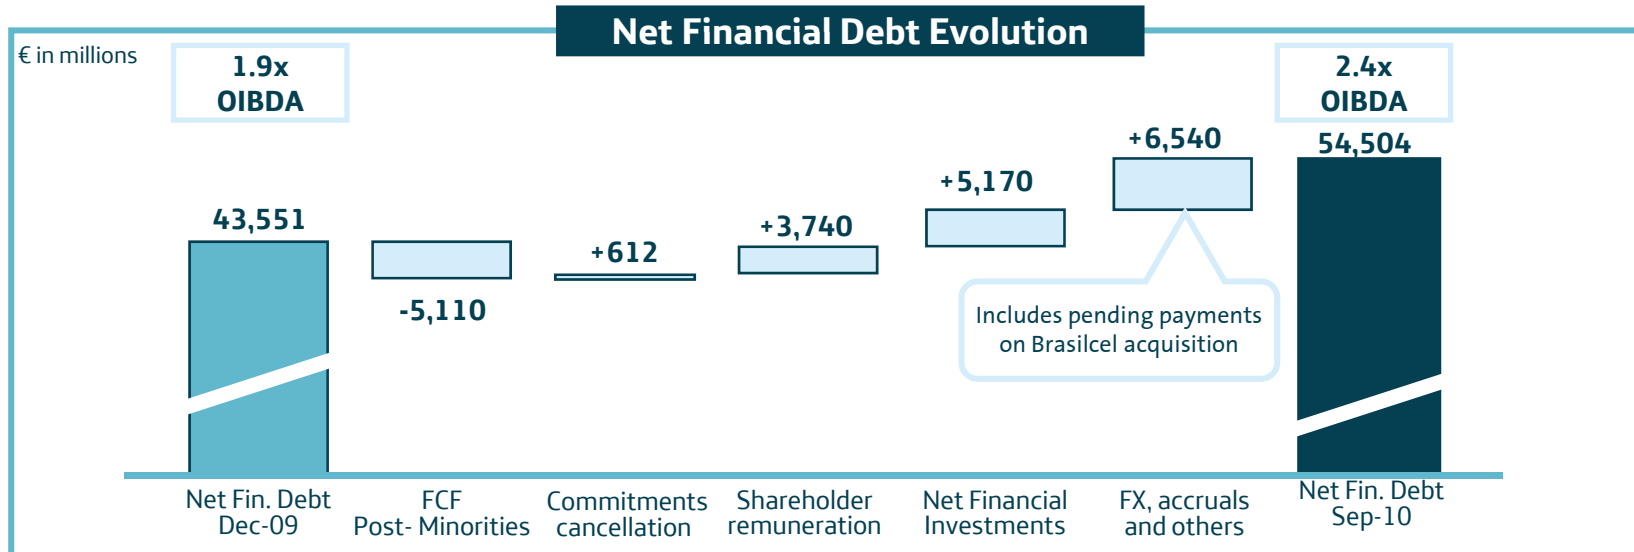 Net Financial Debt Evolution
€ in millions
1.9x
OIBDA
2.4x
OIBDA
43,551
-5,110
+612
+3,740
+5,170
+6,540
54,504
Includes pending payments
on Brasilcel acquisition
Net Fin. Debt
Dec-09
FCF
Post- Minorities
Commitments
cancellation
Shareholder
remuneration
Net Financial
Investments
FX, accruals
and others
Net Fin. Debt
Sep-10